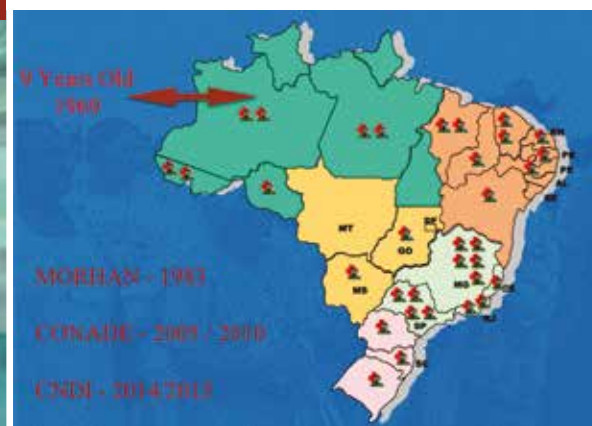 9 Years Old
1969
MORHAN - 1983
CONADE - 2009 / 2010
CNDI - 2014/2015
MT
GO
DF
MS
MG
SP
RJ
ES
SC
RN
PB
PE
AL
SE